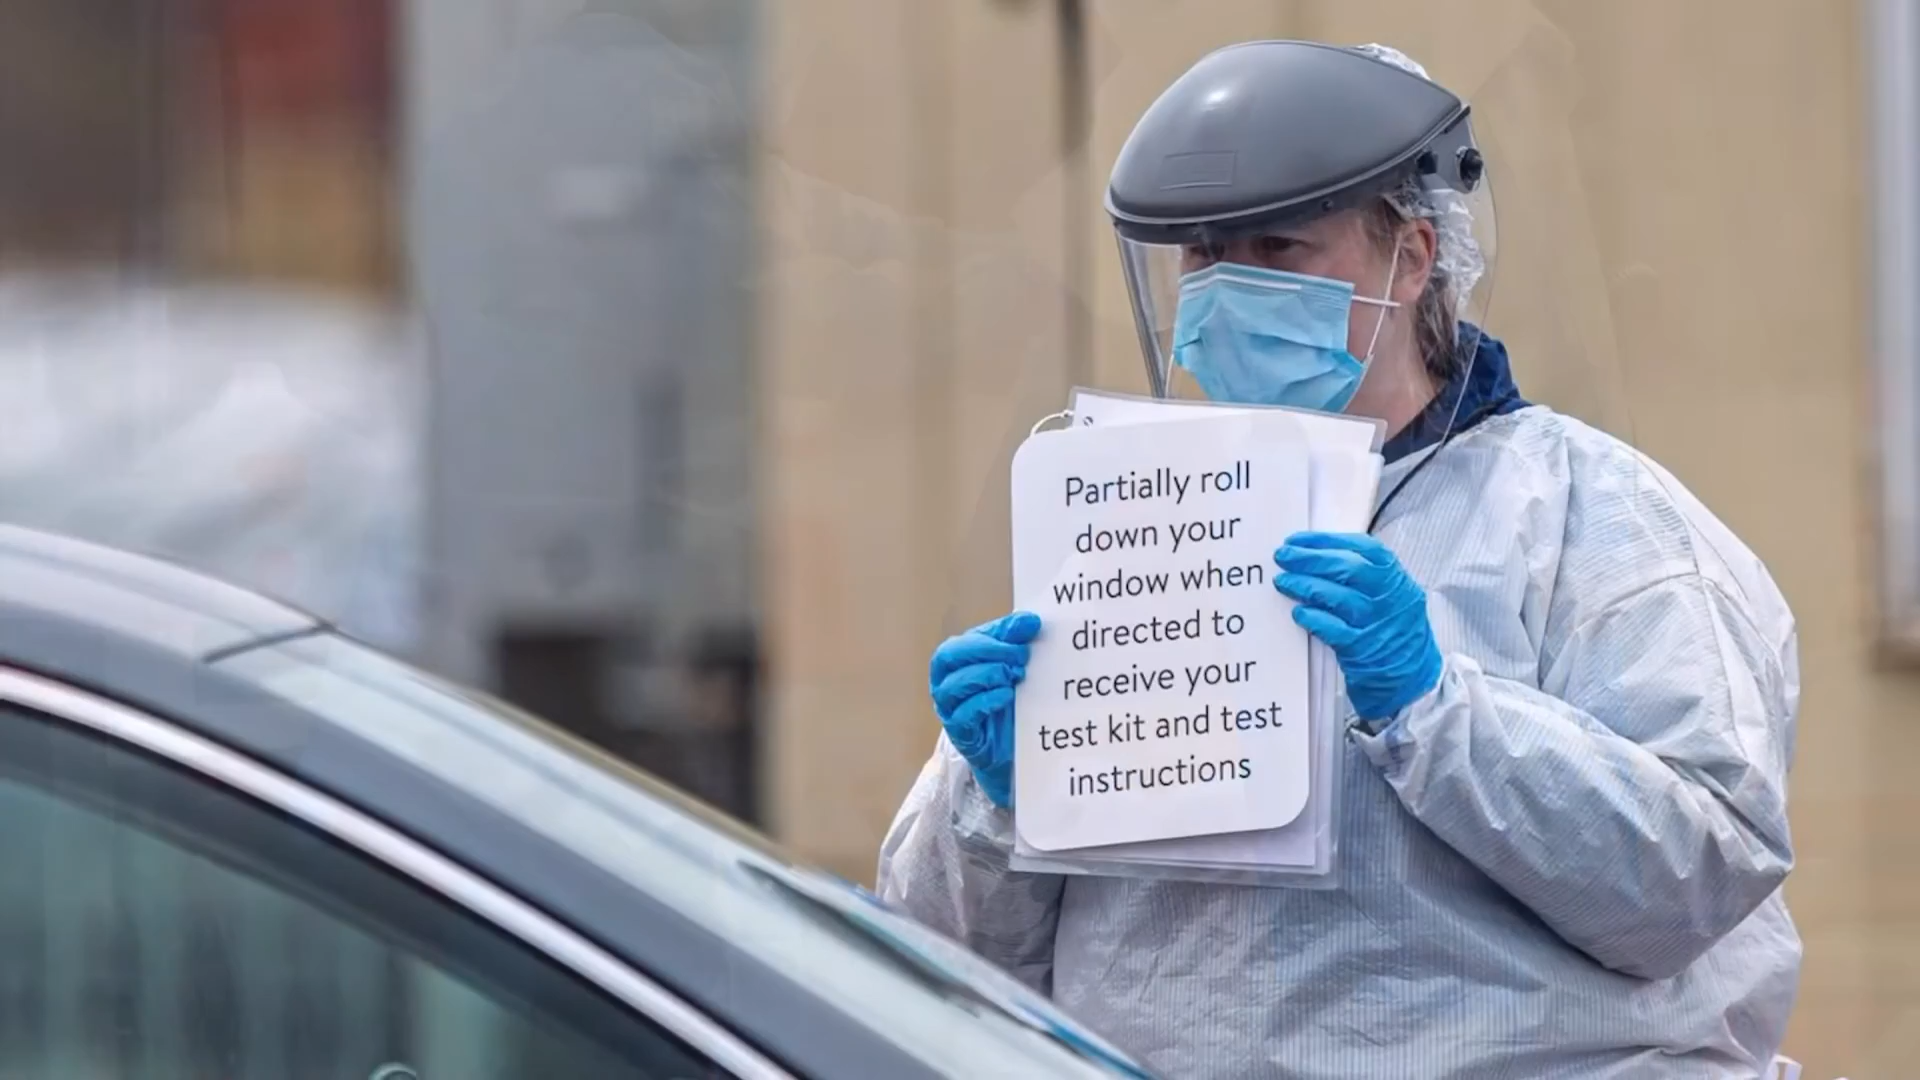 Partially roll
down your
window when
directed to
receive your
test kit and test
instructions